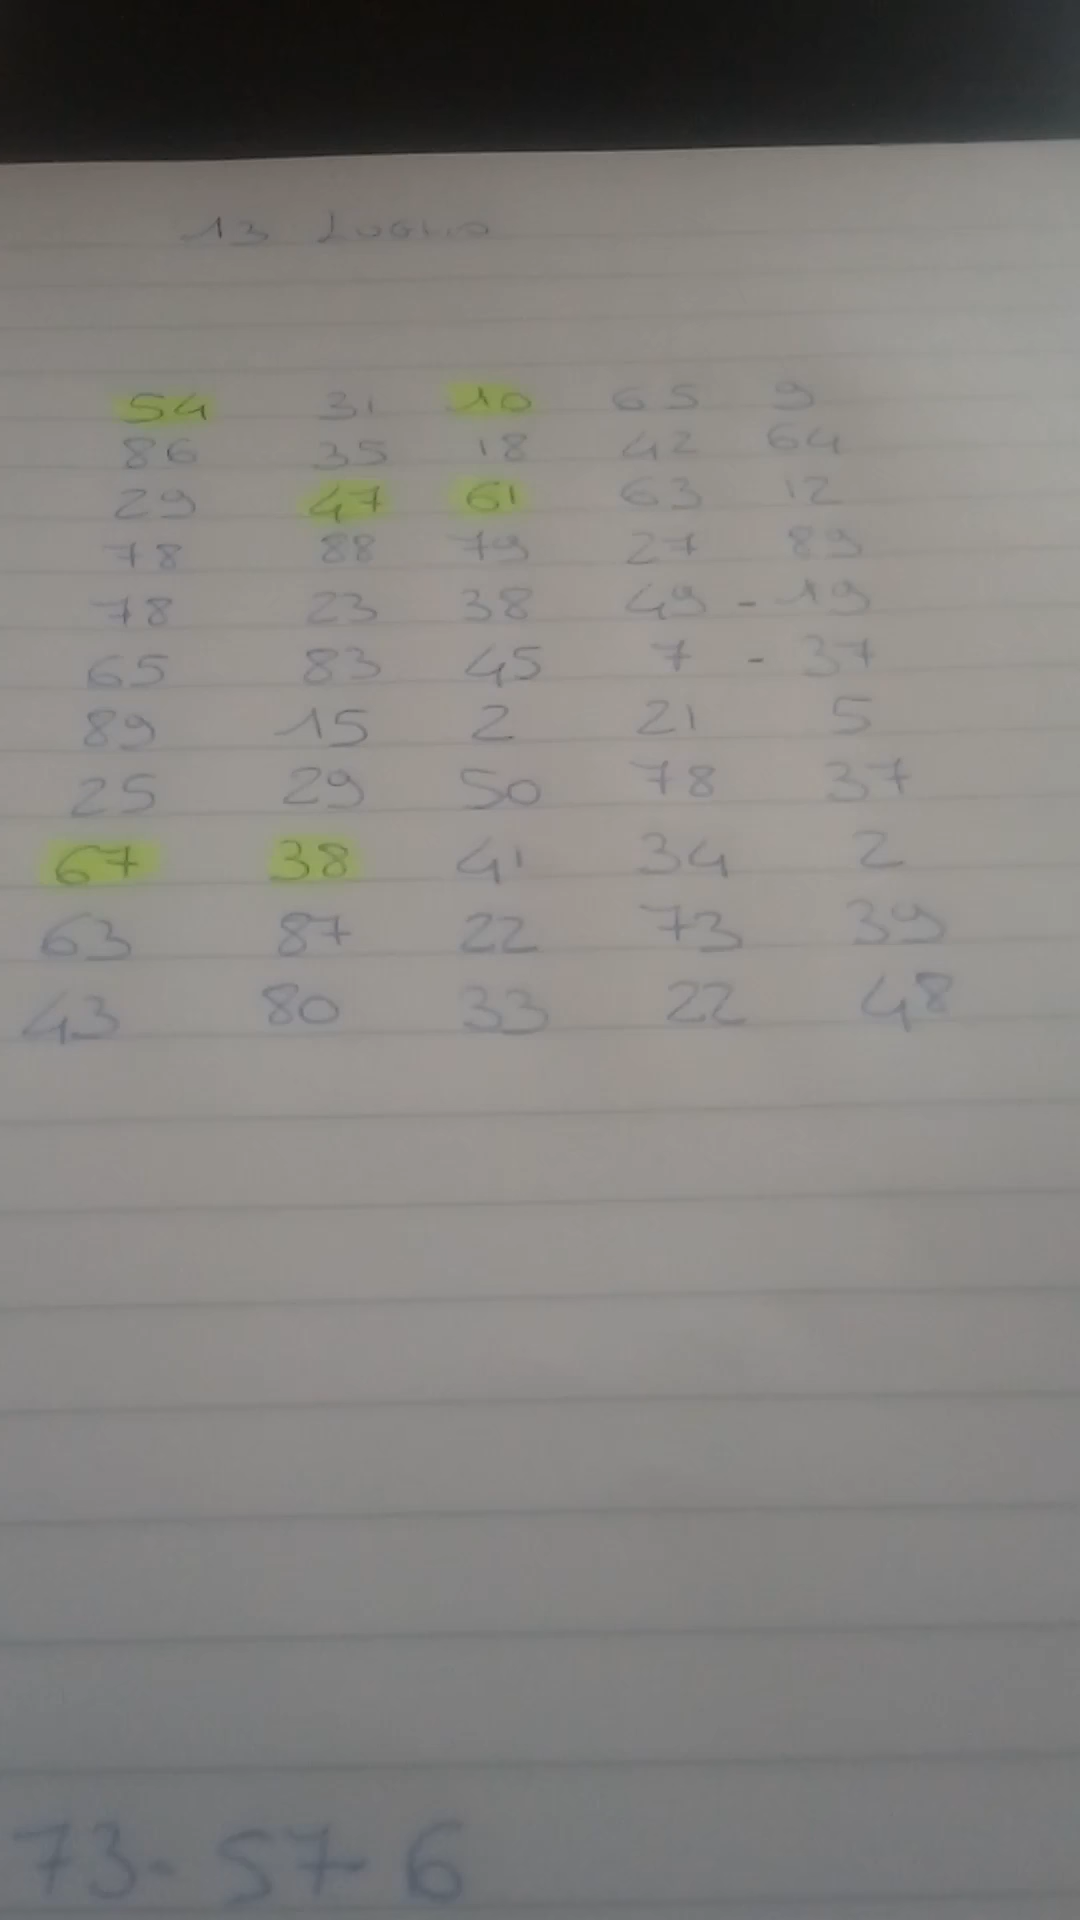 13 Luglio
54 31 10 65 9
86 35 18 42 64
29 47 61 63 12
78 88 79 27 89
78 23 38 49 - 19
65 83 45 7 - 37
89 15 2 21 5
25 29 50 78 37
67 38 41 34 2
63 87 22 73 39
43 80 33 22 48
73 - 57 - 6